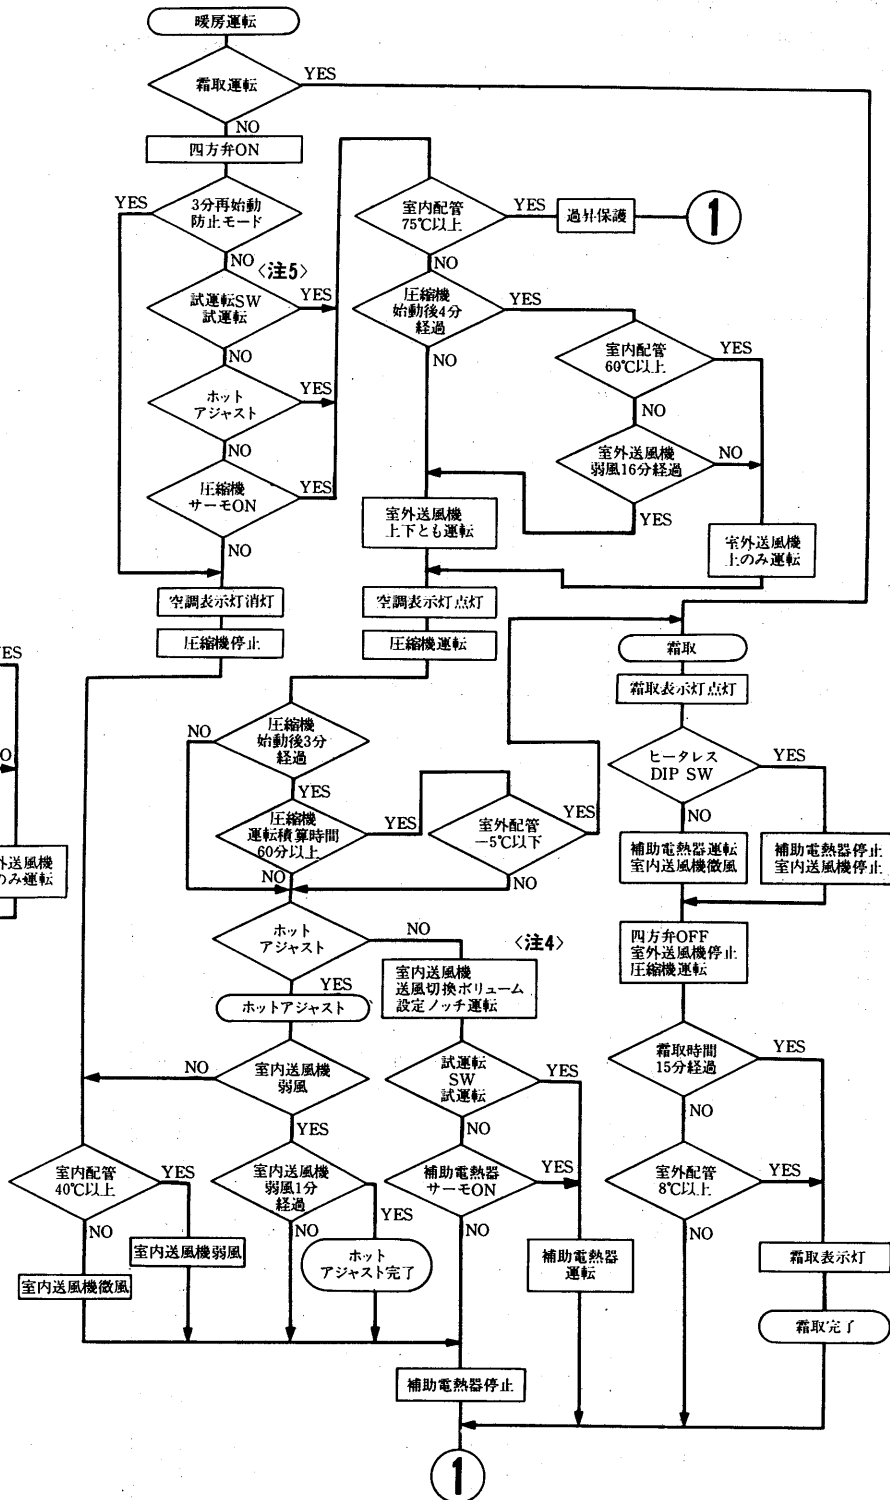 暖房運転
霜取運転
YES
NO
四方弁ON
YES
3分再始動
防止モード
NO
〈注5〉
試運転SW
試運転
YES
NO
ホット
アジャスト
YES
NO
圧縮機
サーモON
YES
NO
空調表示灯消灯
圧縮機停止
室内配管
75℃以上
YES
過昇保護
1
NO
圧縮機
始動後4分
経過
YES
NO
室内配管
60℃以上
YES
NO
室外送風機
弱風16分経過
NO
YES
室外送風機
上下とも運転
室外送風機
上のみ運転
空調表示灯点灯
圧縮機運転
YES
O
外送風機
のみ運転
NO
圧縮機
始動後3分
経過
YES
圧縮機
運転積算時間
60分以上
YES
NO
室外配管
−5℃以下
YES
NO
ホット
アジャスト
NO
YES
ホットアジャスト
〈注4〉
室内送風機
送風切換ボリューム
設定ノッチ運転
NO
室内送風機
弱風
YES
試運転
SW
試運転
YES
NO
室内配管
40℃以上
YES
NO
室内送風機弱風
室内送風機微風
室内送風機
弱風1分
経過
YES
NO
ホット
アジャスト完了
補助電熱器
サーモON
YES
NO
補助電熱器
運転
補助電熱器停止
1
霜取
霜取表示灯点灯
ヒータレス
DIP SW
YES
NO
補助電熱器運転
室内送風機微風
補助電熱器停止
室内送風機停止
四方弁OFF
室外送風機停止
圧縮機運転
霜取時間
15分経過
YES
NO
室外配管
8℃以上
YES
NO
霜取表示灯
霜取完了